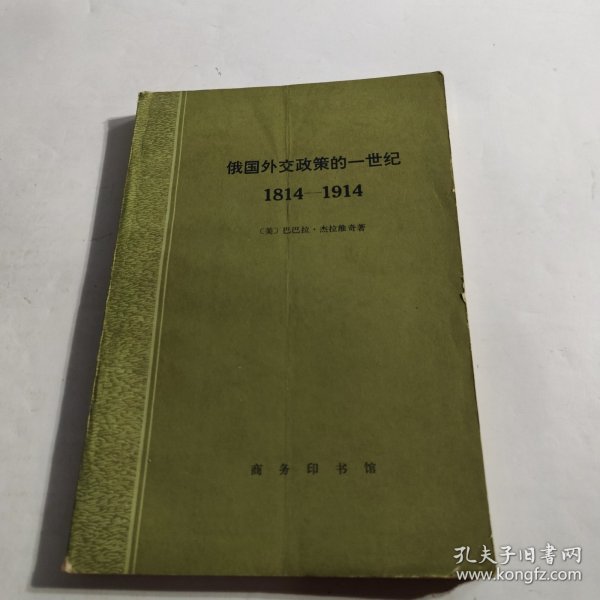 俄国外交政策的一世纪
1814—1914
〔美〕巴巴拉·杰拉维奇著
商务印书馆
孔夫子旧书网
www.kongfz.com